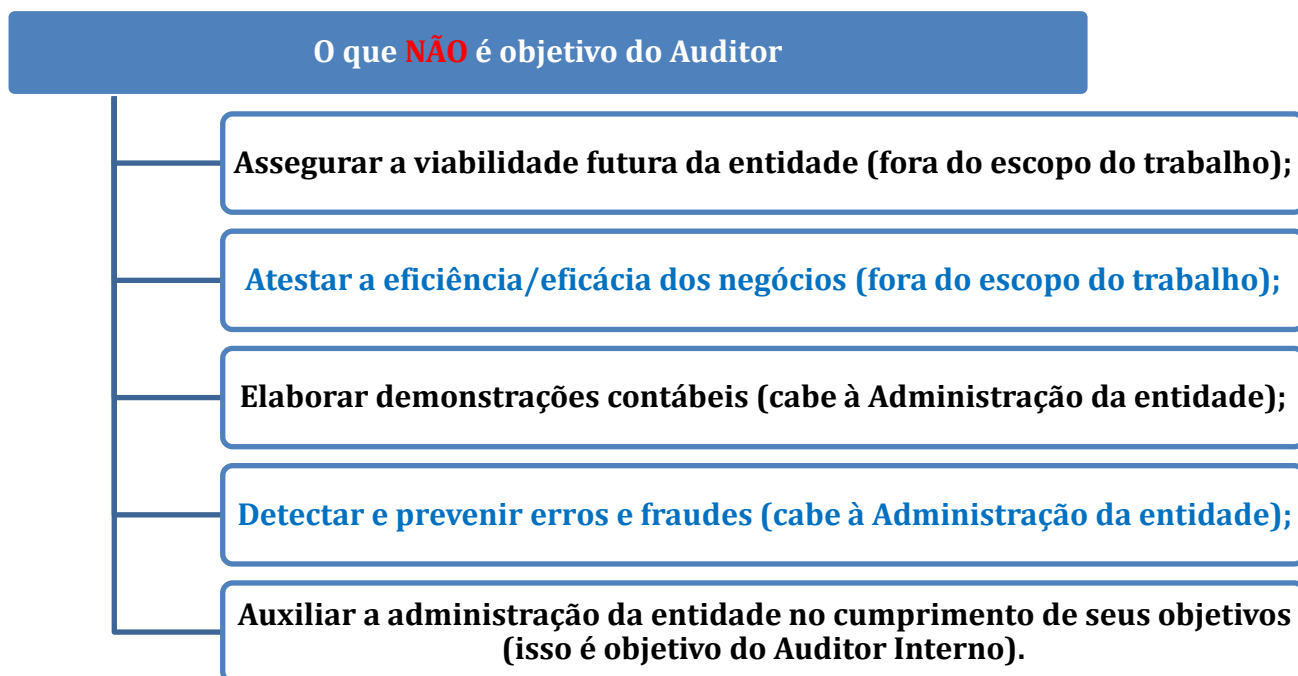 O que NÃO é objetivo do Auditor
Assegurar a viabilidade futura da entidade (fora do escopo do trabalho);
Atestar a eficiência/eficácia dos negócios (fora do escopo do trabalho);
Elaborar demonstrações contábeis (cabe à Administração da entidade);
Detectar e prevenir erros e fraudes (cabe à Administração da entidade);
Auxiliar a administração da entidade no cumprimento de seus objetivos
(isso é objetivo do Auditor Interno).